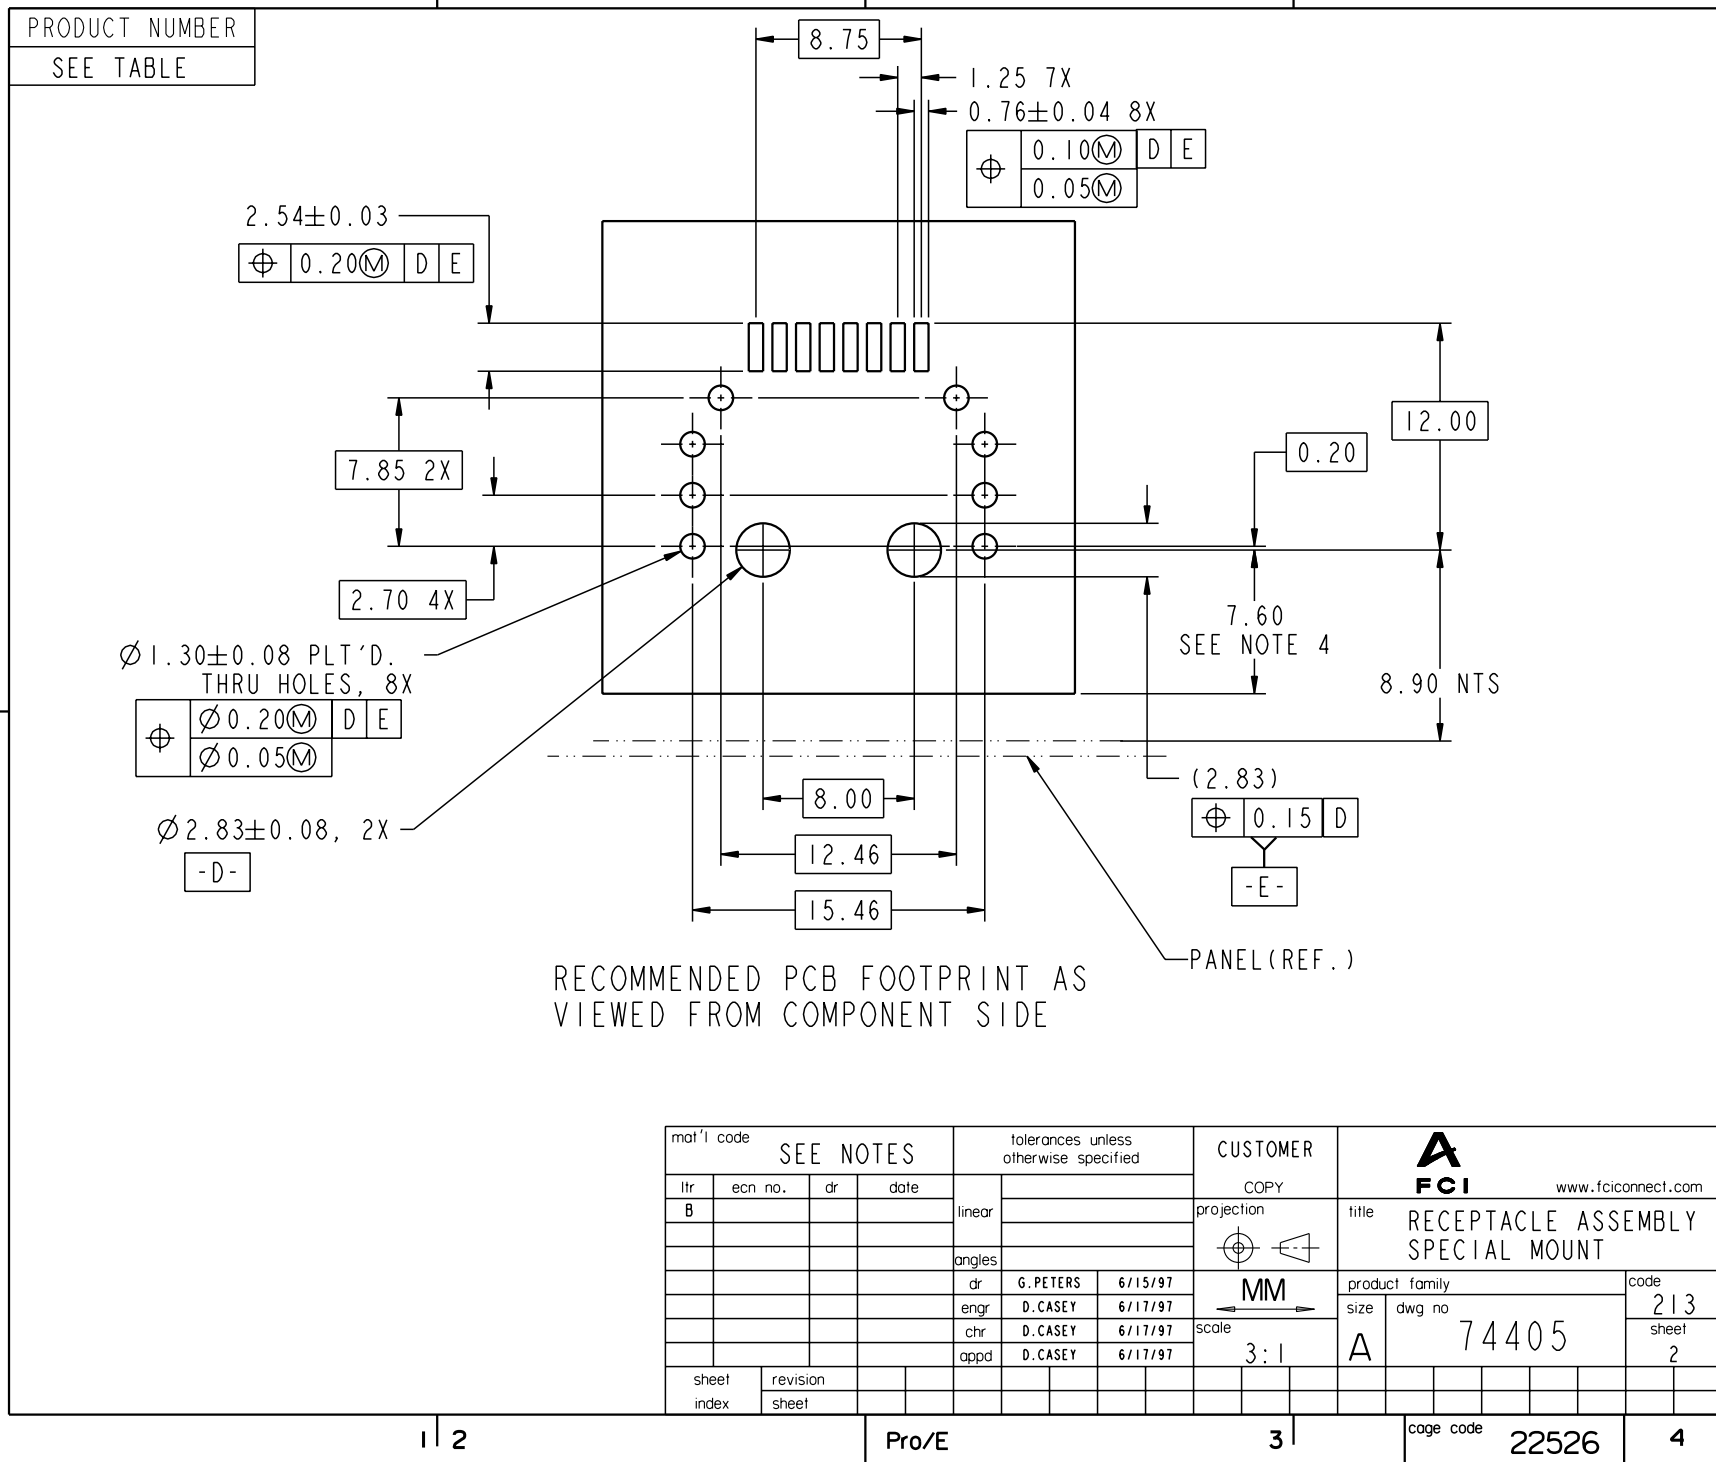 PRODUCT NUMBER
SEE TABLE
8.75
1.25 7X
0.76±0.04 8X
0.10Ⓜ D E
0.05Ⓜ
2.54±0.03
0.20Ⓜ D E
12.00
0.20
7.85 2X
2.70 4X
7.60
SEE NOTE 4
8.90 NTS
Ø1.30±0.08 PLT'D.
THRU HOLES, 8X
Ø0.20Ⓜ D E
Ø0.05Ⓜ
(2.83)
0.15 D
-E-
8.00
Ø2.83±0.08, 2X
-D-
12.46
15.46
PANEL(REF.)
RECOMMENDED PCB FOOTPRINT AS
VIEWED FROM COMPONENT SIDE
mat'l code
SEE NOTES
tolerances unless
otherwise specified
CUSTOMER
COPY
FCI
www.fciconnect.com
ltr ecn no. dr date
B
linear
angles
projection
title
RECEPTACLE ASSEMBLY
SPECIAL MOUNT
dr G.PETERS 6/15/97
engr D.CASEY 6/17/97
chr D.CASEY 6/17/97
appd D.CASEY 6/17/97
MM
scale
3:1
product family
code
213
size
A
dwg no
74405
sheet
2
sheet
index
revision
sheet
1 2
Pro/E
3
cage code
22526
4